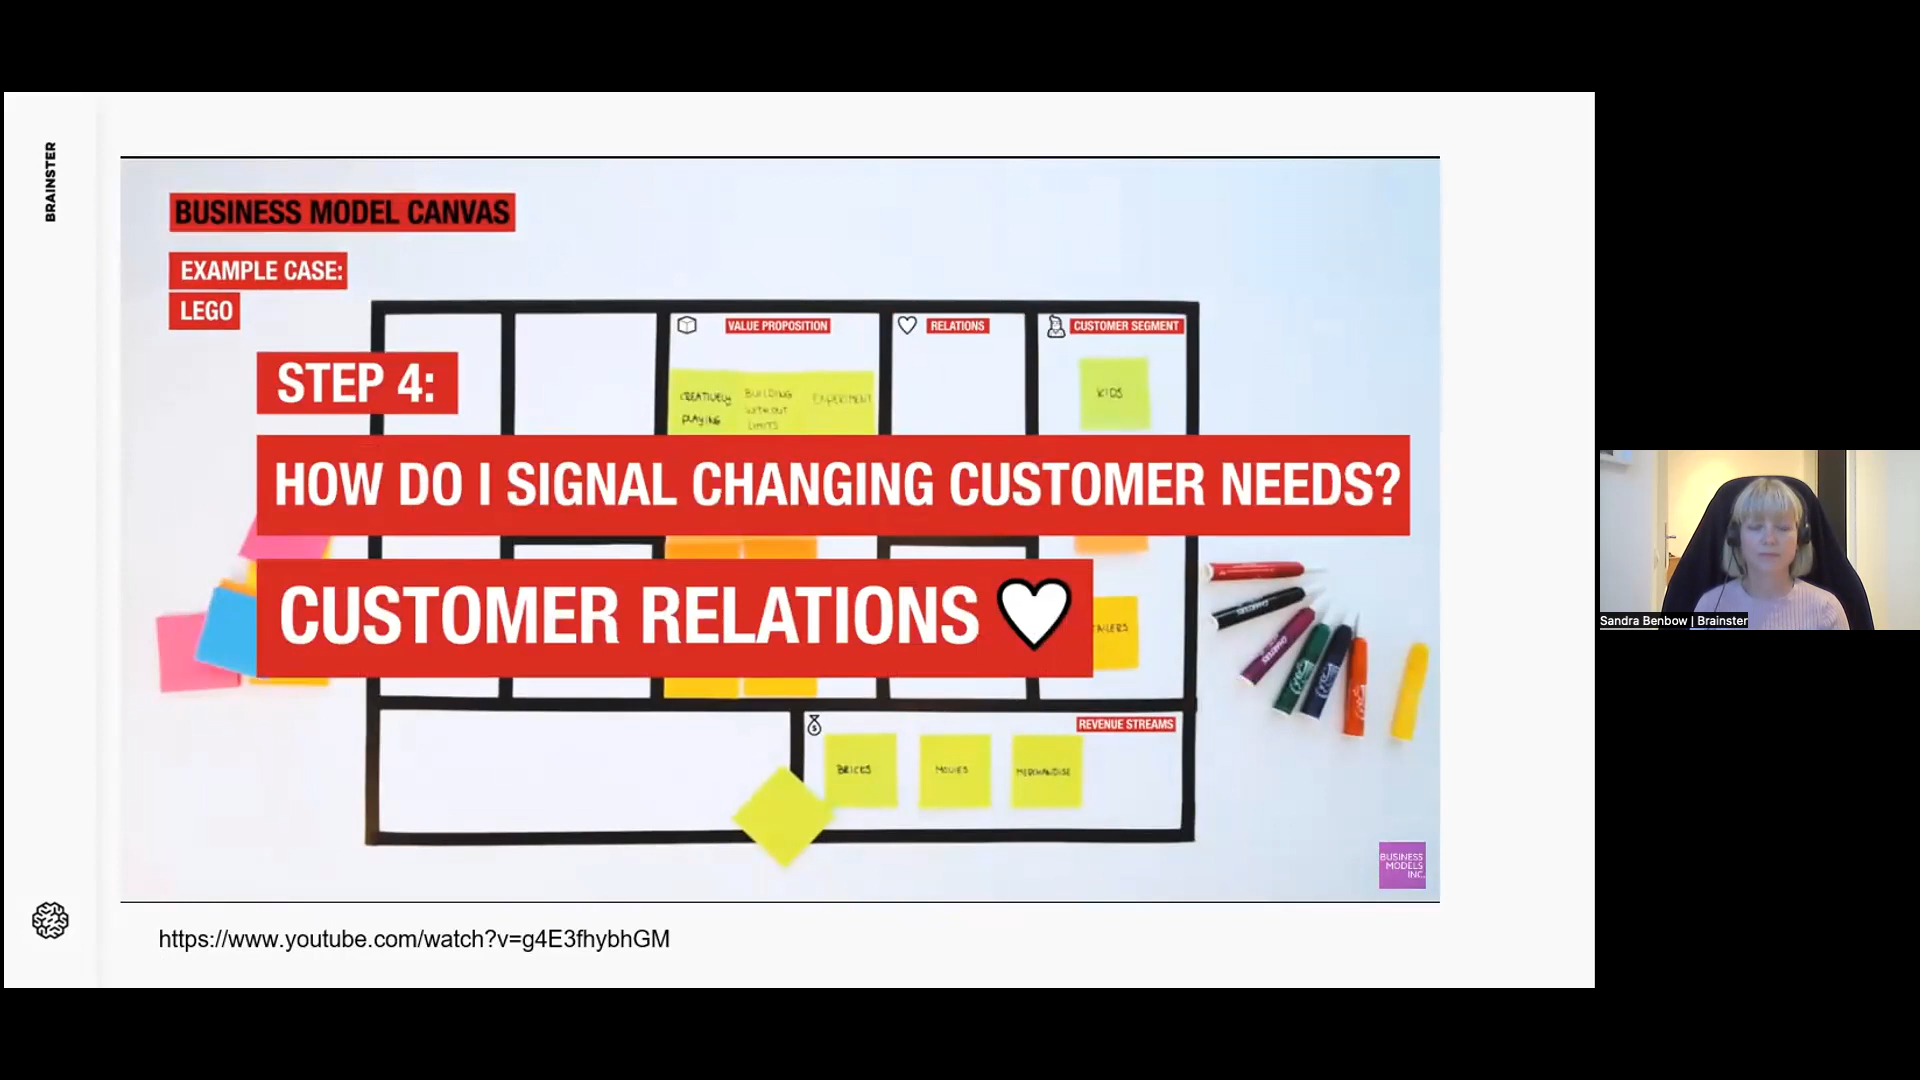 BRAINSTER
BUSINESS MODEL CANVAS
EXAMPLE CASE:
LEGO
VALUE PROPOSITION
RELATIONS
CUSTOMER SEGMENT
STEP 4:
CREATIVELY
PLAYING
BUILDING
WITHOUT
LIMITS
EXPERIMENT
KIDS
HOW DO I SIGNAL CHANGING CUSTOMER NEEDS?
CUSTOMER RELATIONS
REVENUE STREAMS
BRICKS
MOVIES
MERCHANDISE
BUSINESS
MODELS
INC.
https://www.youtube.com/watch?v=g4E3fhybhGM
Sandra Benbow | Brainster